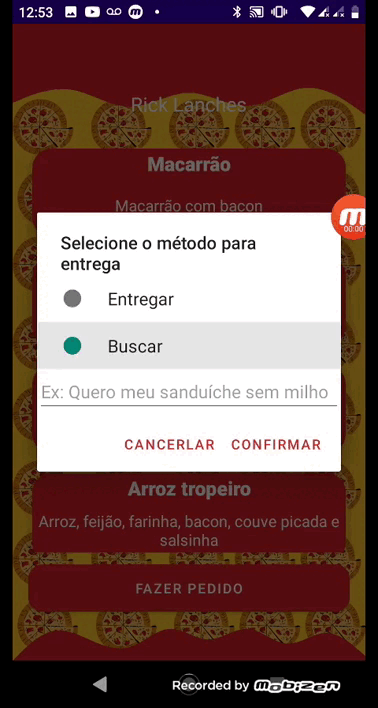 12:53
Rick Lanches
Macarrão
Macarrão com bacon
00:00
Selecione o método para
entrega
Entregar
Buscar
Ex: Quero meu sanduíche sem milho
CANCERLAR CONFIRMAR
Arroz tropeiro
Arroz, feijão, farinha, bacon, couve picada e
salsinha
FAZER PEDIDO
Recorded by mobizen